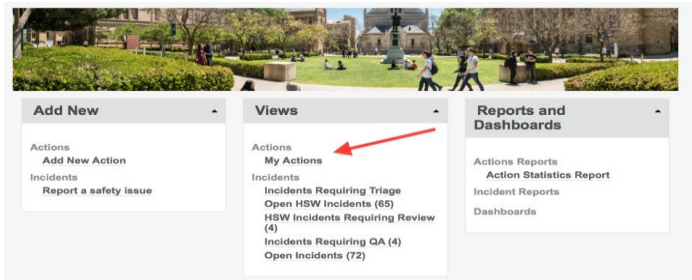 Add New
Actions
Add New Action
Incidents
Report a safety issue
Views
Actions
My Actions
Incidents
Incidents Requiring Triage
Open HSW Incidents (65)
HSW Incidents Requiring Review
(4)
Incidents Requiring QA (4)
Open Incidents (72)
Reports and
Dashboards
Actions Reports
Action Statistics Report
Incident Reports
Dashboards